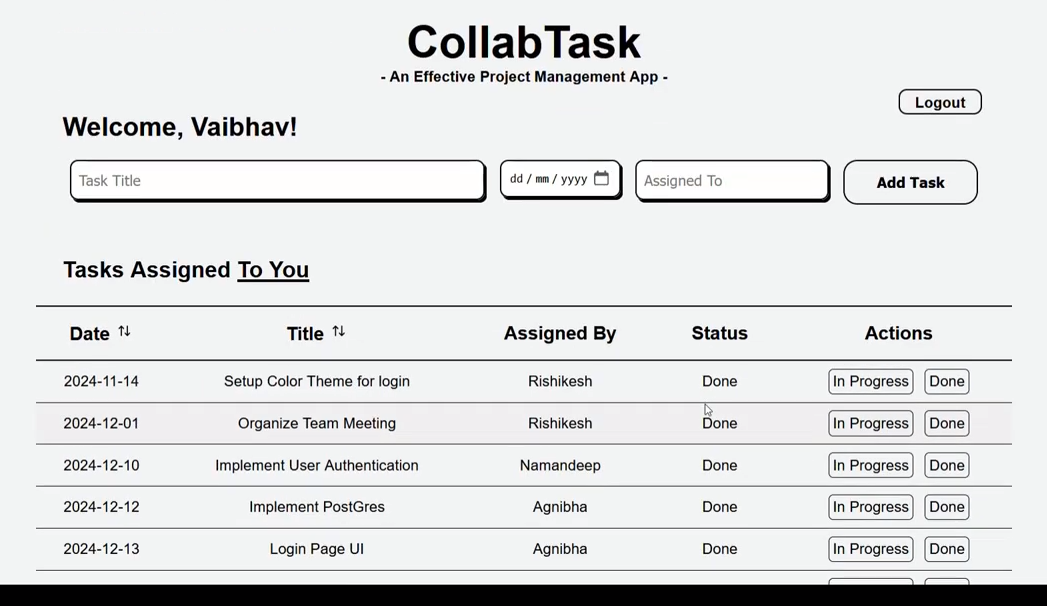 CollabTask
- An Effective Project Management App -
Logout
Welcome, Vaibhav!
Task Title dd / mm / yyyy Assigned To Add Task
Tasks Assigned To You
Date ↑↓ Title ↑↓ Assigned By Status Actions
2024-11-14 Setup Color Theme for login Rishikesh Done In Progress Done
2024-12-01 Organize Team Meeting Rishikesh Done In Progress Done
2024-12-10 Implement User Authentication Namandeep Done In Progress Done
2024-12-12 Implement PostGres Agnibha Done In Progress Done
2024-12-13 Login Page UI Agnibha Done In Progress Done